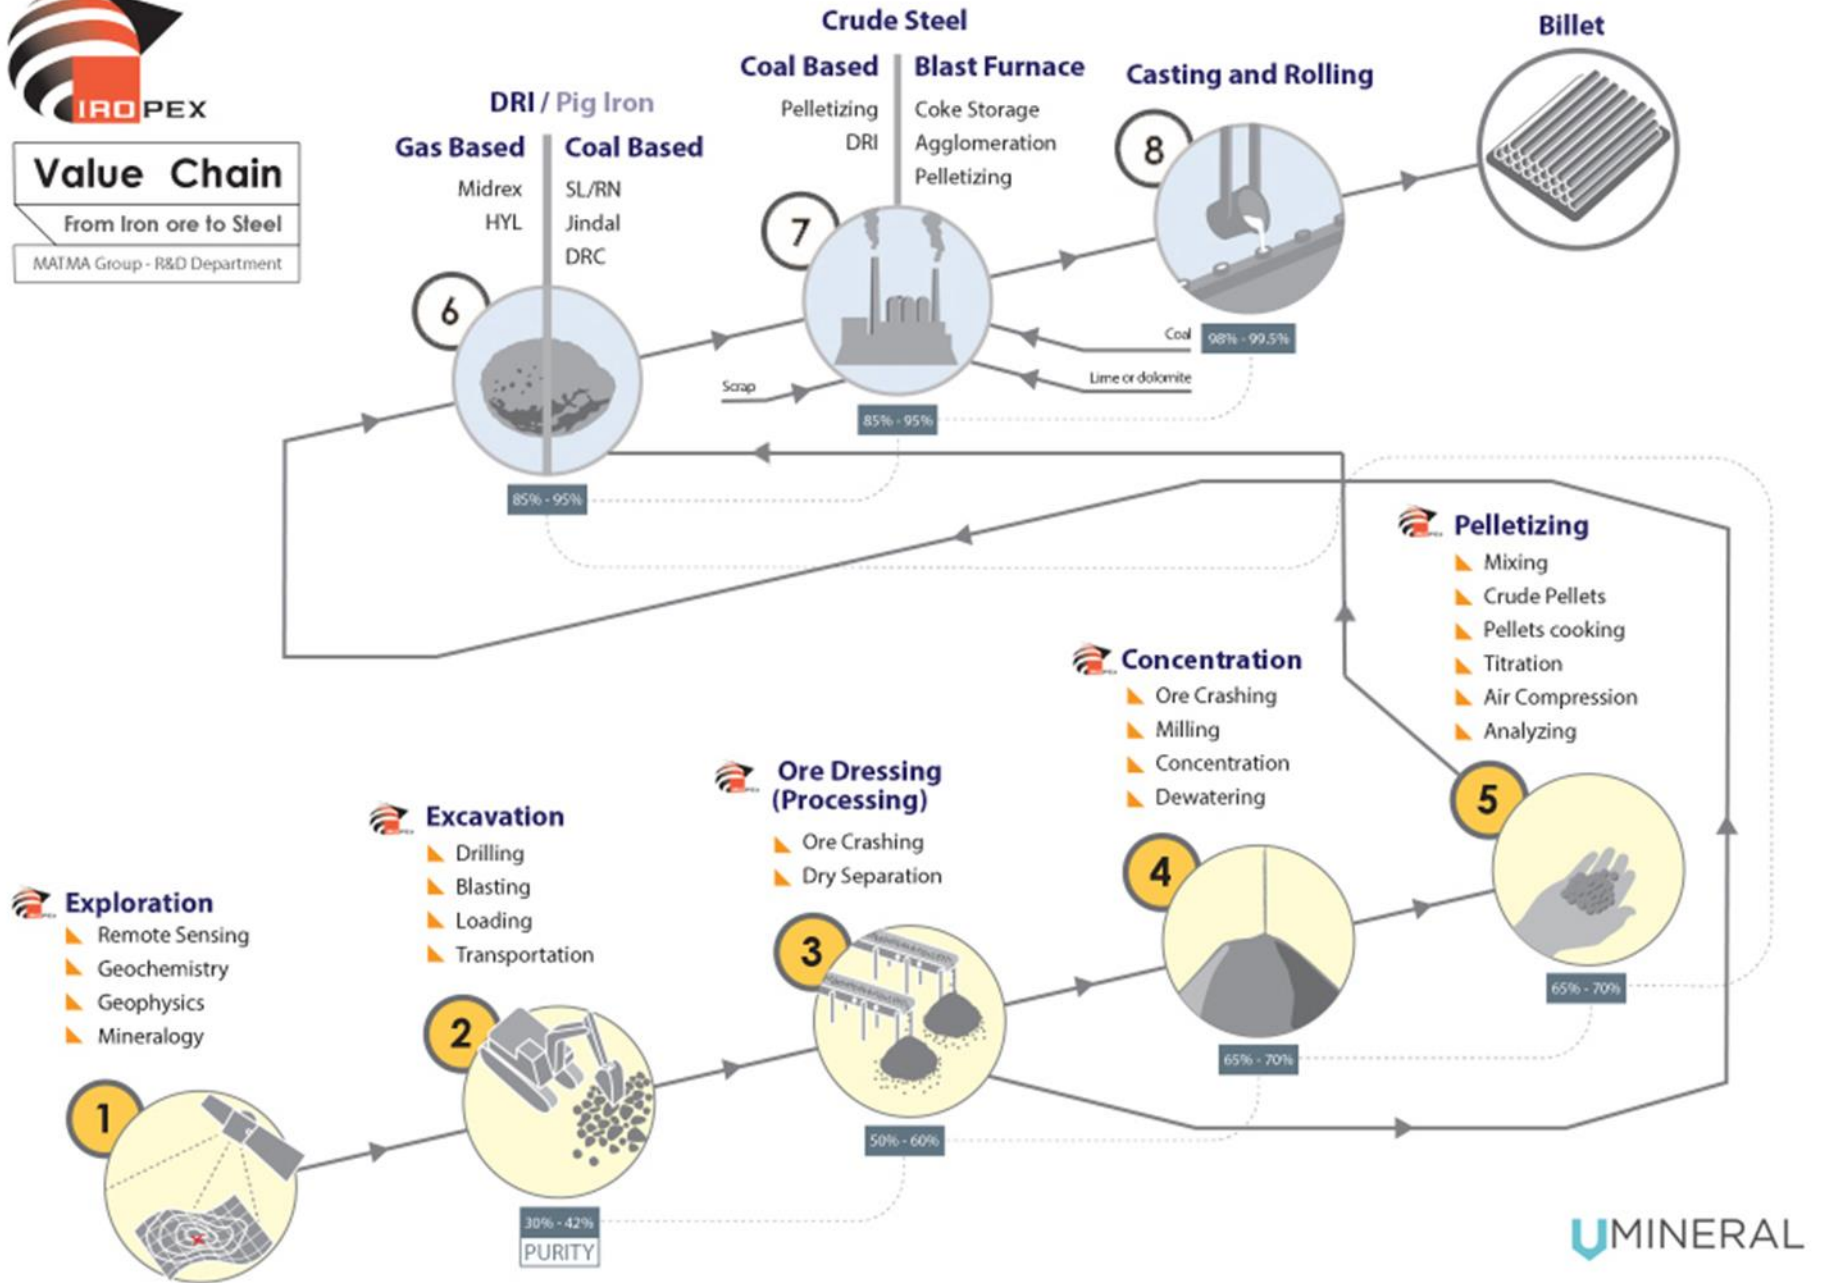 IROPEX
Value Chain
From Iron ore to Steel
MATMA Group - R&D Department
DRI / Pig Iron
Gas Based
Midrex
HYL
Coal Based
SL/RN
Jindal
DRC
6
85% - 95%
Crude Steel
Coal Based
Pelletizing
DRI
Blast Furnace
Coke Storage
Agglomeration
Pelletizing
7
Scrap
Coal
Lime or dolomite
85% - 95%
Casting and Rolling
8
98% - 99.5%
Billet
IROPEX
Exploration
Remote Sensing
Geochemistry
Geophysics
Mineralogy
1
IROPEX
Excavation
Drilling
Blasting
Loading
Transportation
2
30% - 42%
PURITY
IROPEX
Ore Dressing
(Processing)
Ore Crashing
Dry Separation
3
50% - 60%
IROPEX
Concentration
Ore Crashing
Milling
Concentration
Dewatering
4
65% - 70%
IROPEX
Pelletizing
Mixing
Crude Pellets
Pellets cooking
Titration
Air Compression
Analyzing
5
65% - 70%
UMINERAL